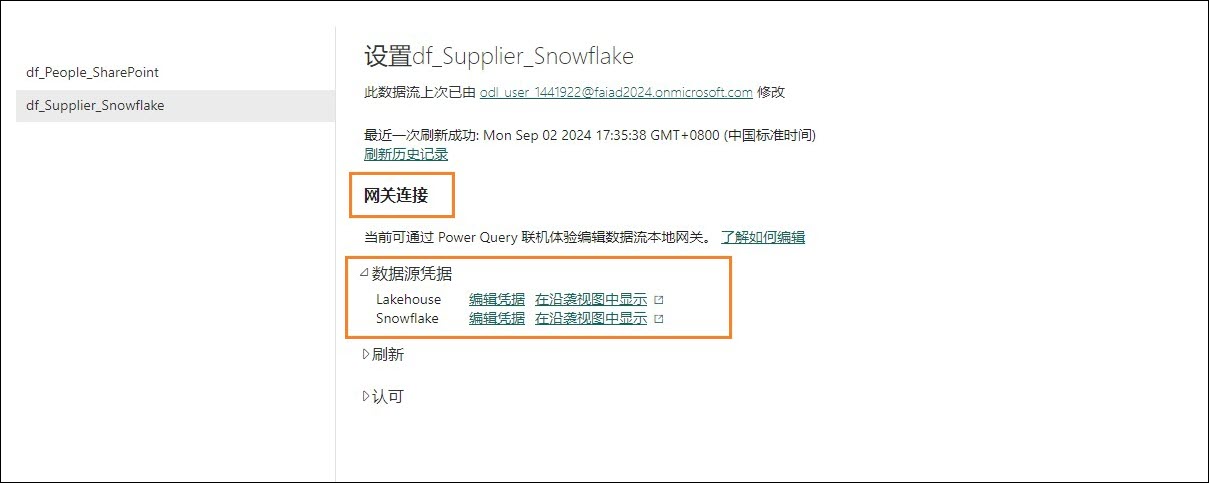 df_People_SharePoint
df_Supplier_Snowflake
设置df_Supplier_Snowflake
此数据流上次已由 odl_user_1441922@faiad2024.onmicrosoft.com 修改
最近一次刷新成功: Mon Sep 02 2024 17:35:38 GMT+0800 (中国标准时间)
刷新历史记录
网关连接
当前可通过 Power Query 联机体验编辑数据流本地网关。 了解如何编辑
数据源凭据
Lakehouse 编辑凭据 在沿袭视图中显示
Snowflake 编辑凭据 在沿袭视图中显示
刷新
认可